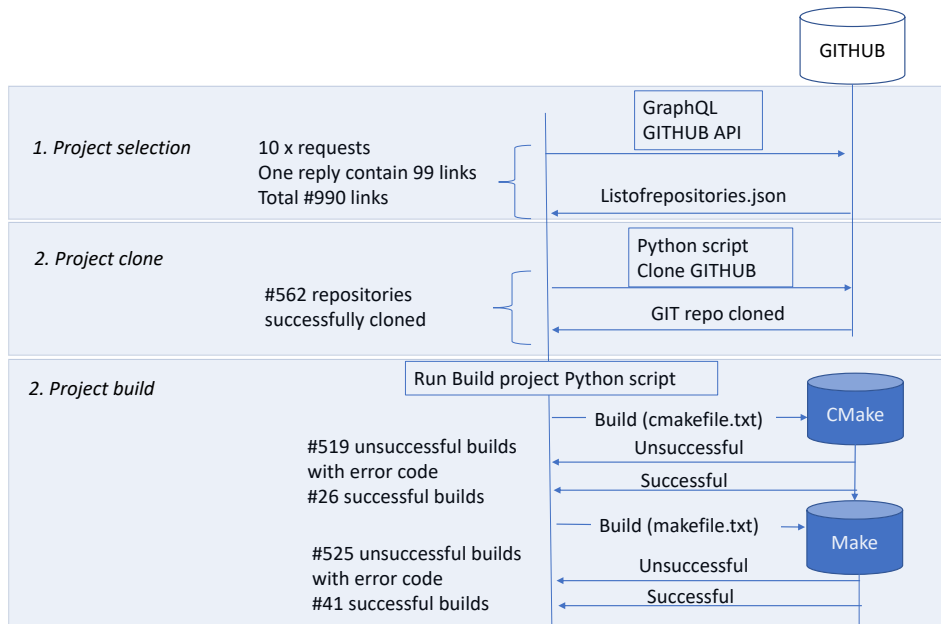 GITHUB
1. Project selection
10 x requests
One reply contain 99 links
Total #990 links
GraphQL
GITHUB API
Listofrepositories.json
2. Project clone
#562 repositories
successfully cloned
Python script
Clone GITHUB
GIT repo cloned
2. Project build
Run Build project Python script
Build (cmakefile.txt)
CMake
#519 unsuccessful builds
with error code
#26 successful builds
Unsuccessful
Successful
Build (makefile.txt)
Make
#525 unsuccessful builds
with error code
#41 successful builds
Unsuccessful
Successful